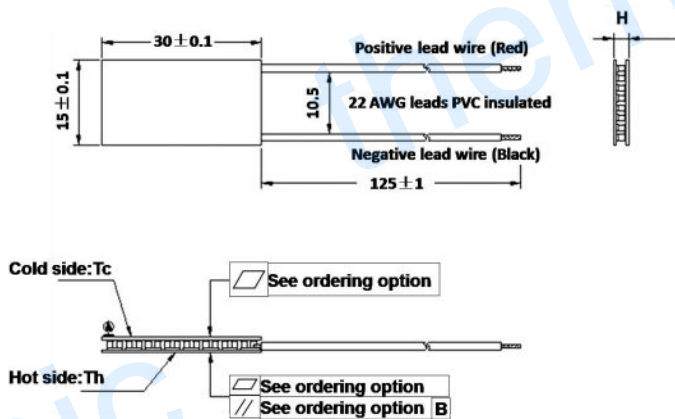 30±0.1
H
Positive lead wire (Red)
15±0.1
10.5
22 AWG leads PVC insulated
Negative lead wire (Black)
125±1
Cold side:Tc
See ordering option
A
Hot side:Th
See ordering option
// See ordering option B